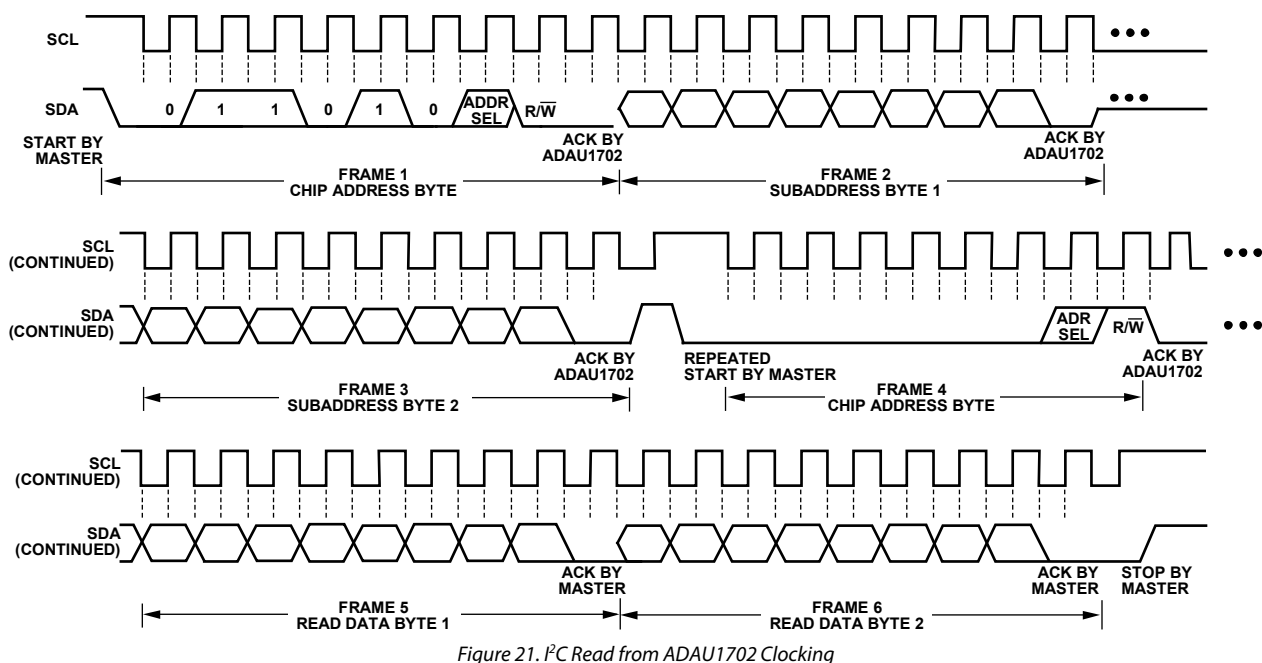 SCL
SDA
0 1 1 0 1 0 ADDR SEL R/W̅
START BY MASTER
ACK BY ADAU1702
ACK BY ADAU1702
FRAME 1
CHIP ADDRESS BYTE
FRAME 2
SUBADDRESS BYTE 1
SCL
(CONTINUED)
SDA
(CONTINUED)
ADR
SEL
R/W̅
ACK BY
ADAU1702
REPEATED
START BY MASTER
ACK BY
ADAU1702
FRAME 3
SUBADDRESS BYTE 2
FRAME 4
CHIP ADDRESS BYTE
SCL
(CONTINUED)
SDA
(CONTINUED)
ACK BY
MASTER
ACK BY
MASTER
STOP BY
MASTER
FRAME 5
READ DATA BYTE 1
FRAME 6
READ DATA BYTE 2
Figure 21. I²C Read from ADAU1702 Clocking